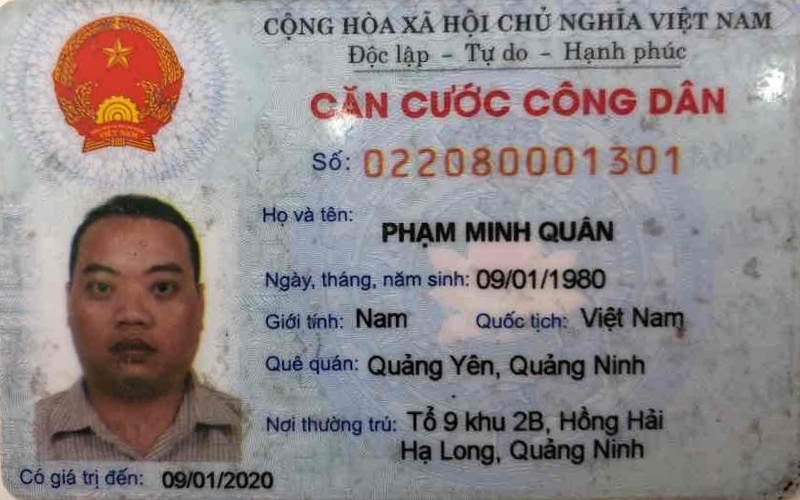 CỘNG HÒA XÃ HỘI CHỦ NGHĨA VIỆT NAM
Độc lập - Tự do - Hạnh phúc
CĂN CƯỚC CÔNG DÂN
Số: 022080001301
Họ và tên:
PHẠM MINH QUÂN
Ngày, tháng, năm sinh: 09/01/1980
Giới tính: Nam Quốc tịch: Việt Nam
Quê quán: Quảng Yên, Quảng Ninh
Nơi thường trú: Tổ 9 khu 2B, Hồng Hải
Hạ Long, Quảng Ninh
Có giá trị đến: 09/01/2020